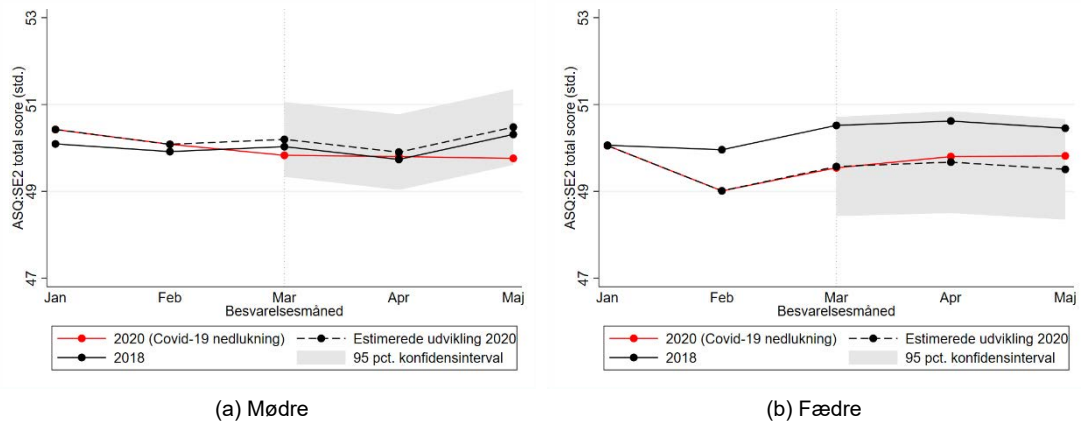 53
51
49
47
ASQ:SE2 total score (std.)
Jan Feb Mar Apr Maj
Besvarelsesmåned
2020 (Covid-19 nedlukning) Estimerede udvikling 2020
2018 95 pct. konfidensinterval
(a) Mødre
53
51
49
47
ASQ:SE2 total score (std.)
Jan Feb Mar Apr Maj
Besvarelsesmåned
2020 (Covid-19 nedlukning) Estimerede udvikling 2020
2018 95 pct. konfidensinterval
(b) Fædre